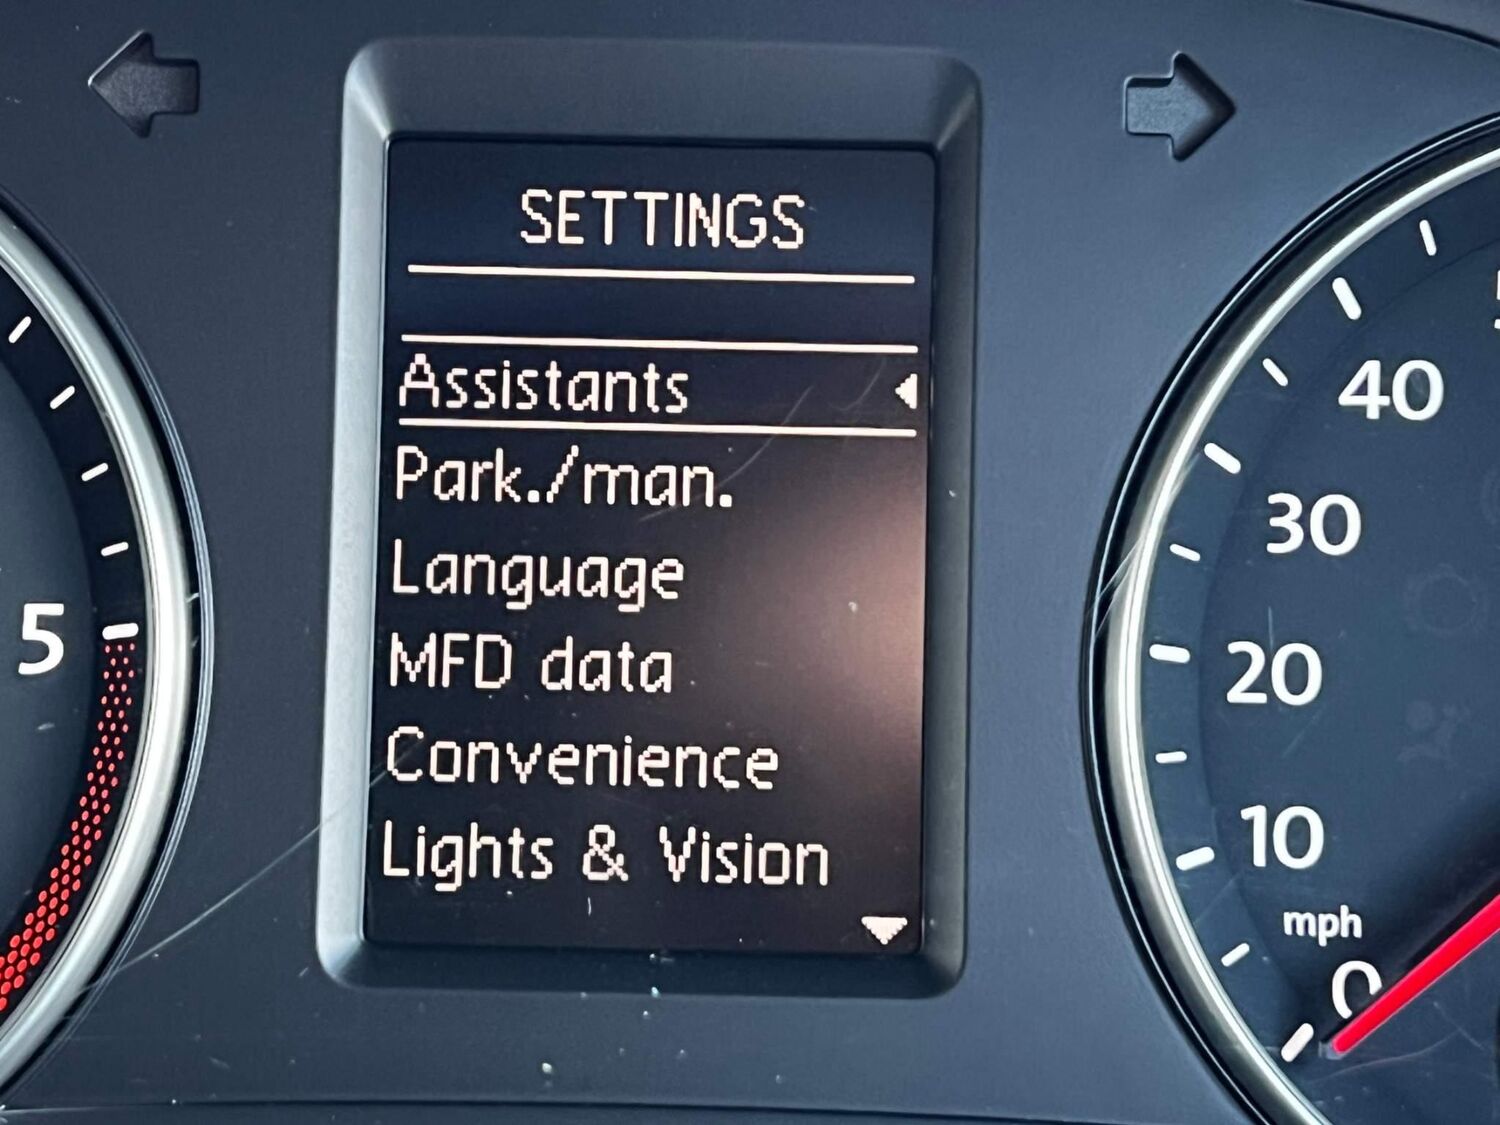 SETTINGS
Assistants
Park./man.
Language
MFD data
Convenience
Lights & Vision
5
40
30
20
10
mph
0